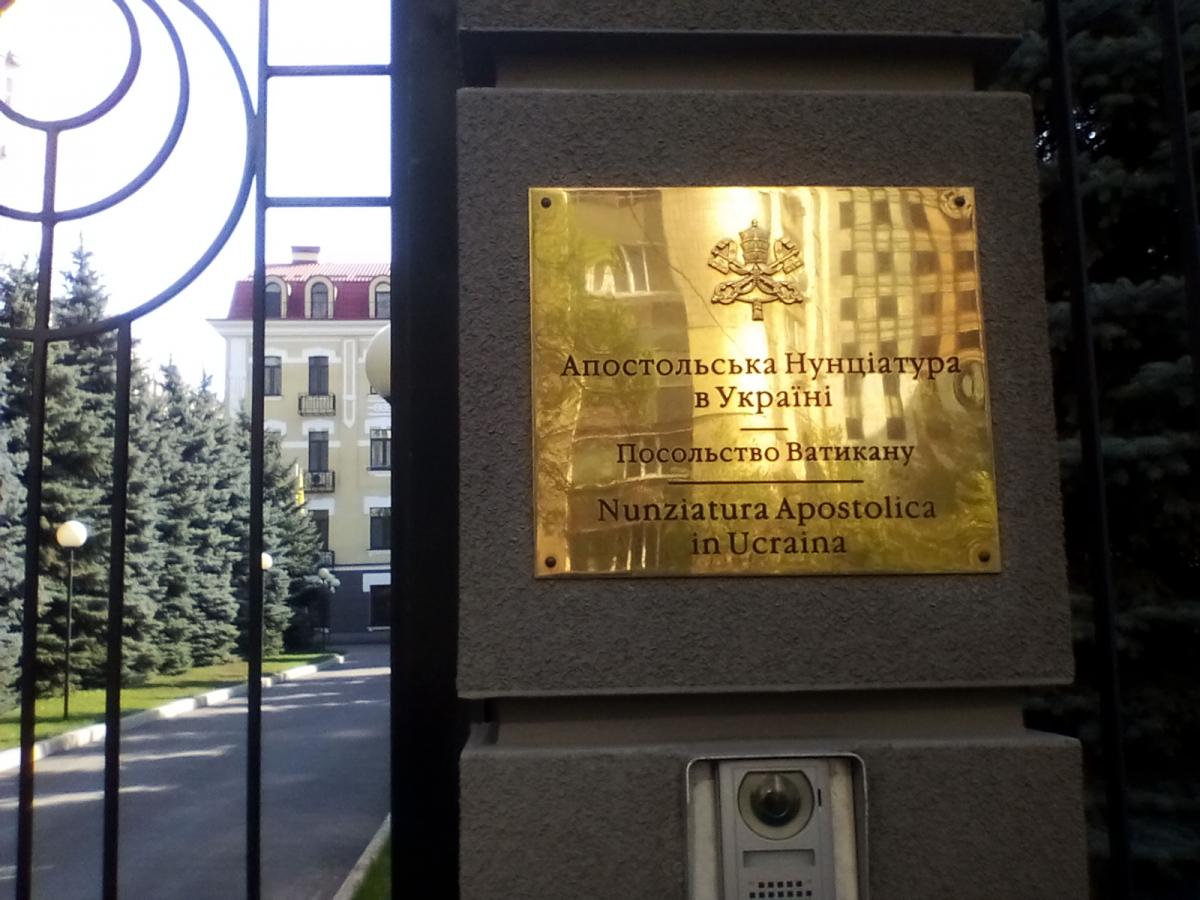 Апостольська Нунціатура
в Україні
Посольство Ватикану
Nunziatura Apostolica
in Ucraina